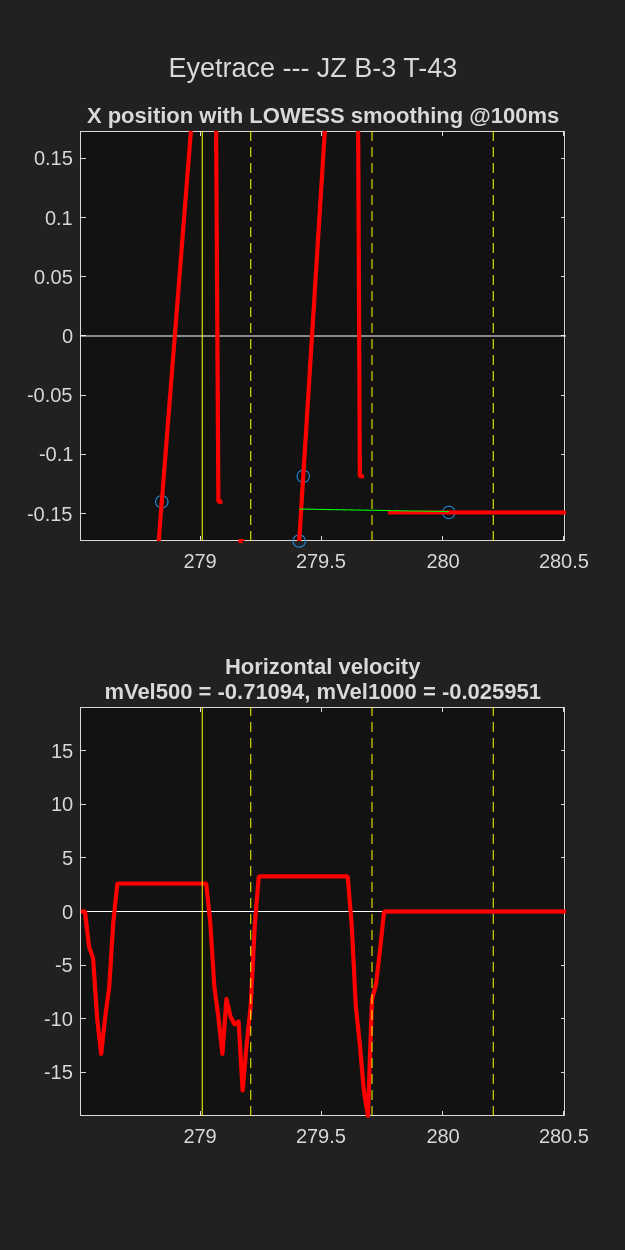 Eyetrace --- JZ B-3 T-43
X position with LOWESS smoothing @100ms
0.15
0.1
0.05
0
-0.05
-0.1
-0.15
279 279.5 280 280.5
Horizontal velocity
mVel500 = -0.71094, mVel1000 = -0.025951
15
10
5
0
-5
-10
-15
279 279.5 280 280.5